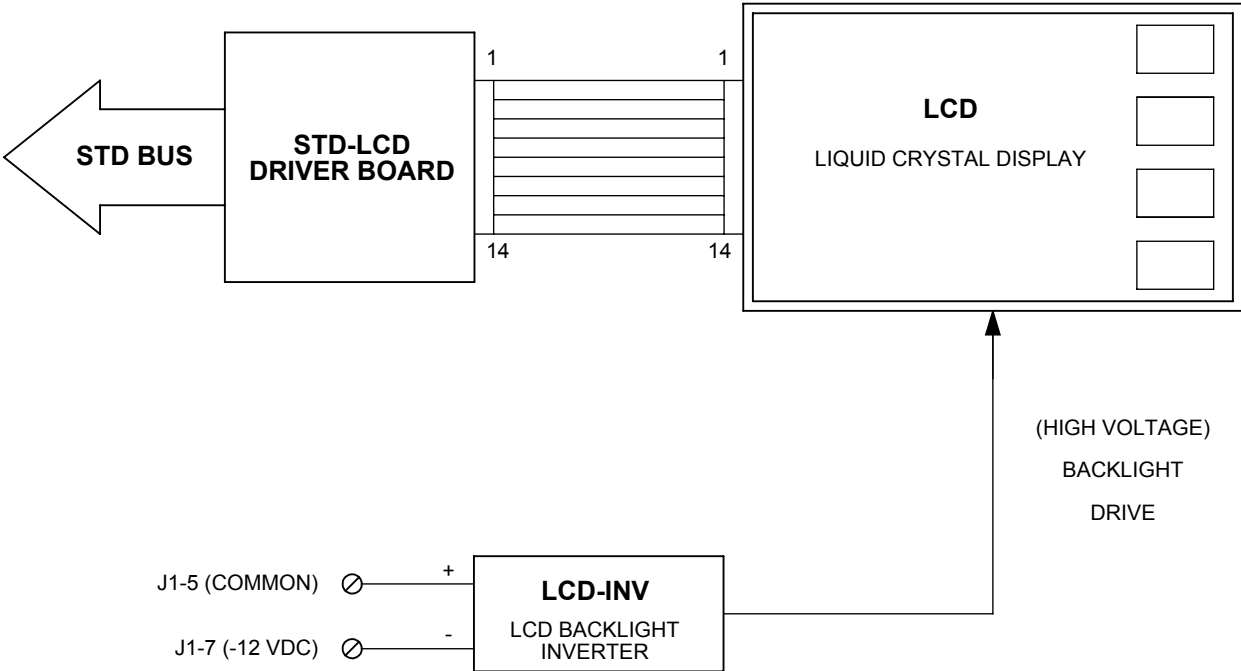 1
1
STD BUS
STD-LCD
DRIVER BOARD
LCD
LIQUID CRYSTAL DISPLAY
14
14
(HIGH VOLTAGE)
BACKLIGHT
DRIVE
J1-5 (COMMON)
+
J1-7 (-12 VDC)
-
LCD-INV
LCD BACKLIGHT
INVERTER